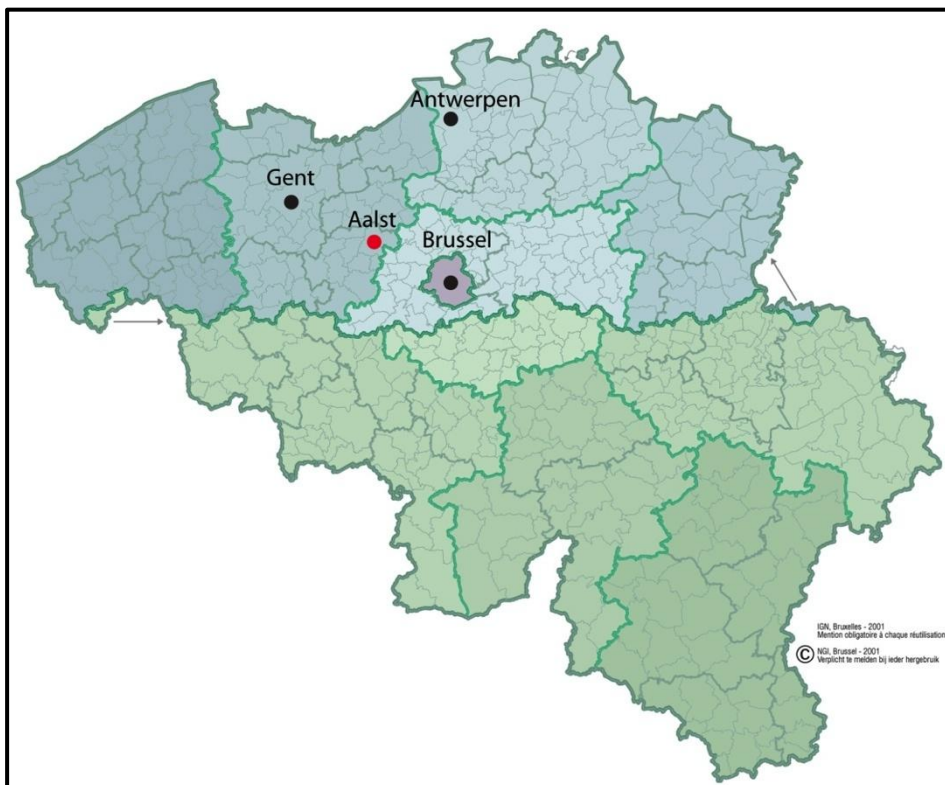 Antwerpen
Gent
Aalst
Brussel
IGN, Bruxelles - 2001
Mention obligatoire à chaque réutilisation
© NGI, Brussel - 2001
Verplicht te melden bij ieder hergebruik